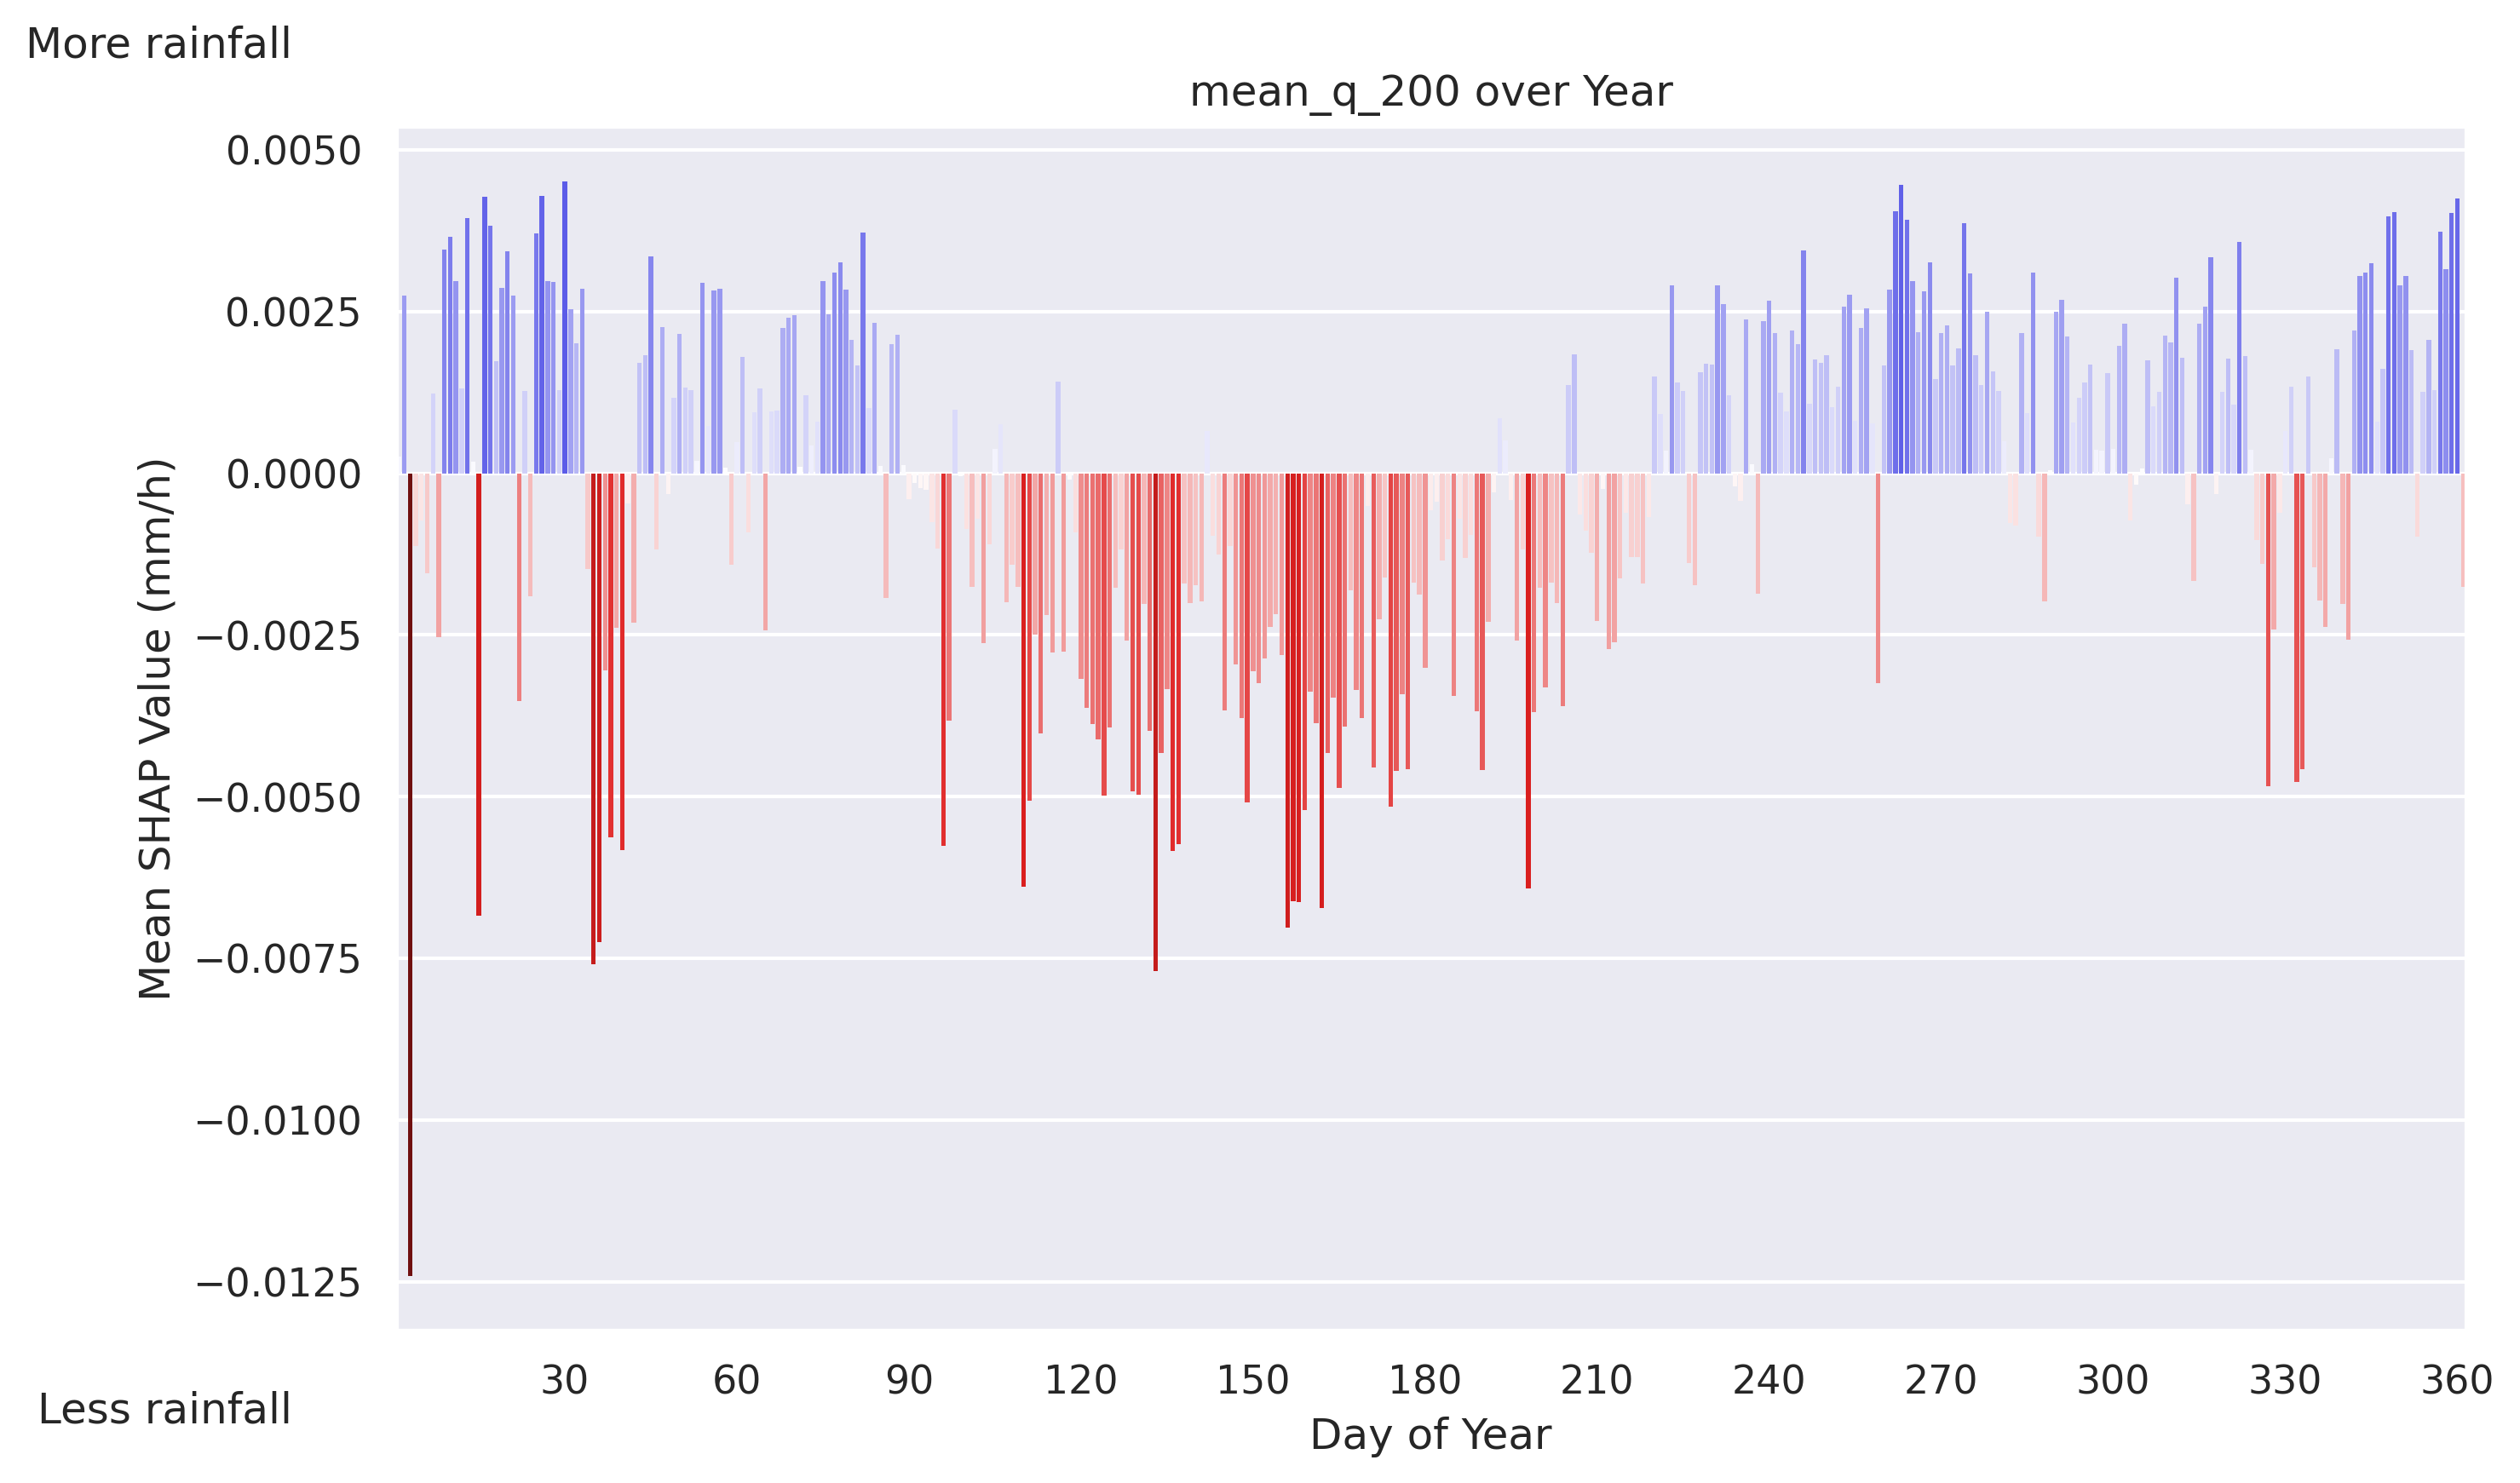 More rainfall
mean_q_200 over Year
0.0050
0.0025
0.0000
−0.0025
−0.0050
−0.0075
−0.0100
−0.0125
Mean SHAP Value (mm/h)
30 60 90 120 150 180 210 240 270 300 330 360
Less rainfall
Day of Year